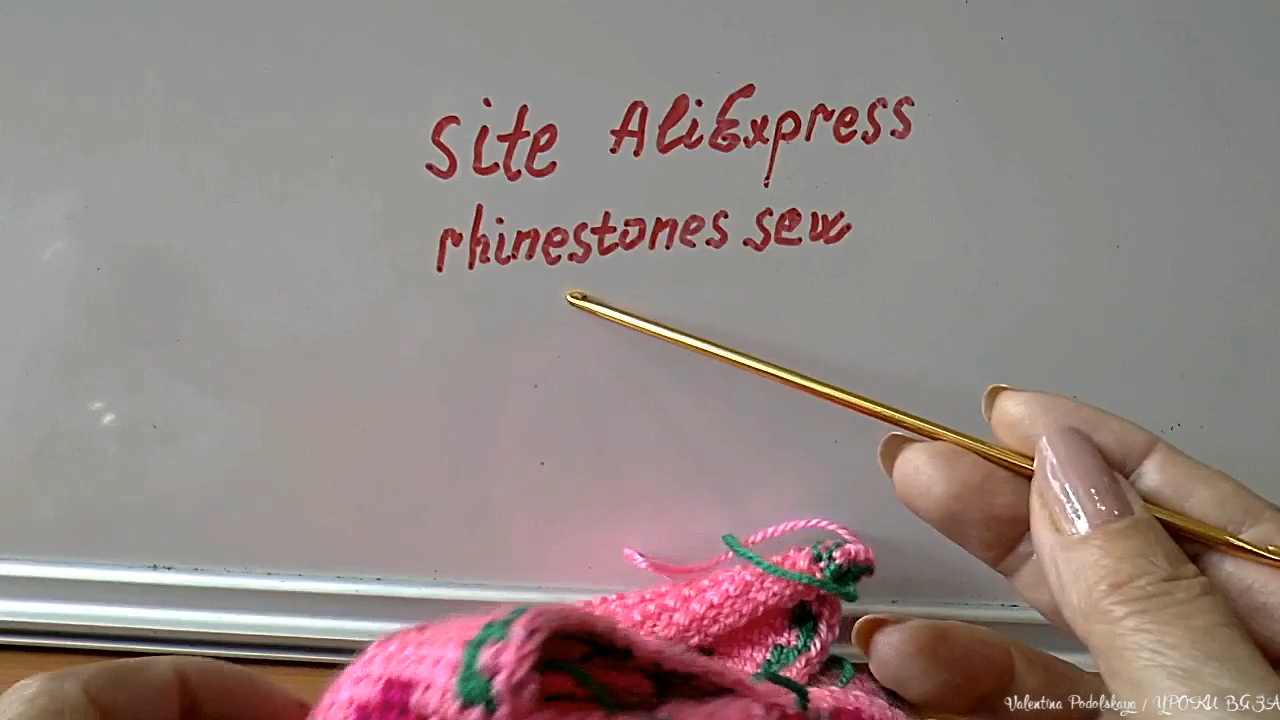 Site AliExpress
rhinestones sew
Valentina Podolskaya / УРОКИ ВЯЗА